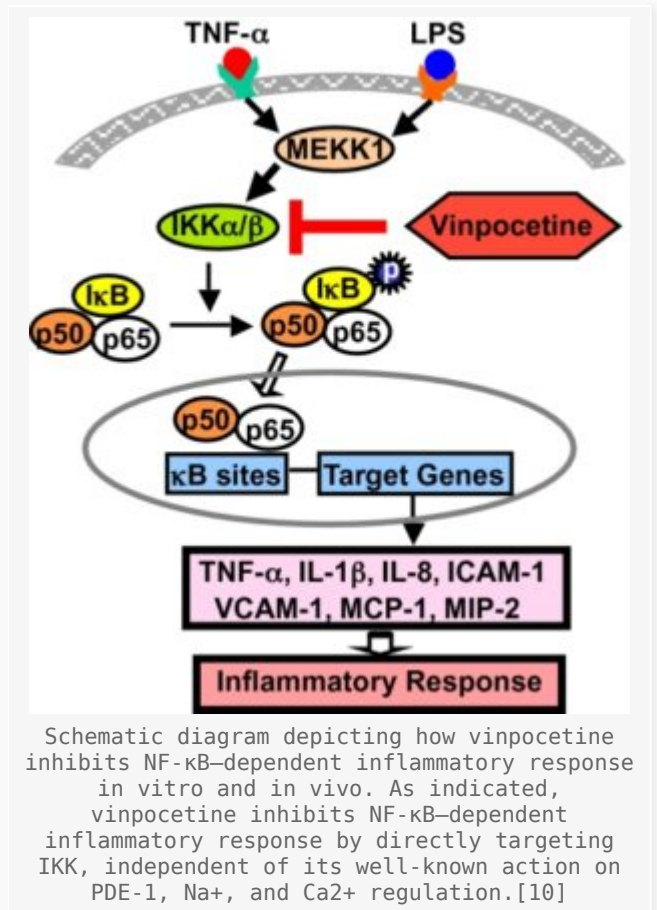 TNF-α LPS
MEKK1
IKKα/β Vinpocetine
IκB IκB p
p50 p65 p50 p65
p50 p65
κB sites Target Genes
TNF-α, IL-1β, IL-8, ICAM-1
VCAM-1, MCP-1, MIP-2
Inflammatory Response
Schematic diagram depicting how vinpocetine
inhibits NF-κB–dependent inflammatory response
in vitro and in vivo. As indicated,
vinpocetine inhibits NF-κB–dependent
inflammatory response by directly targeting
IKK, independent of its well-known action on
PDE-1, Na+, and Ca2+ regulation.[10]